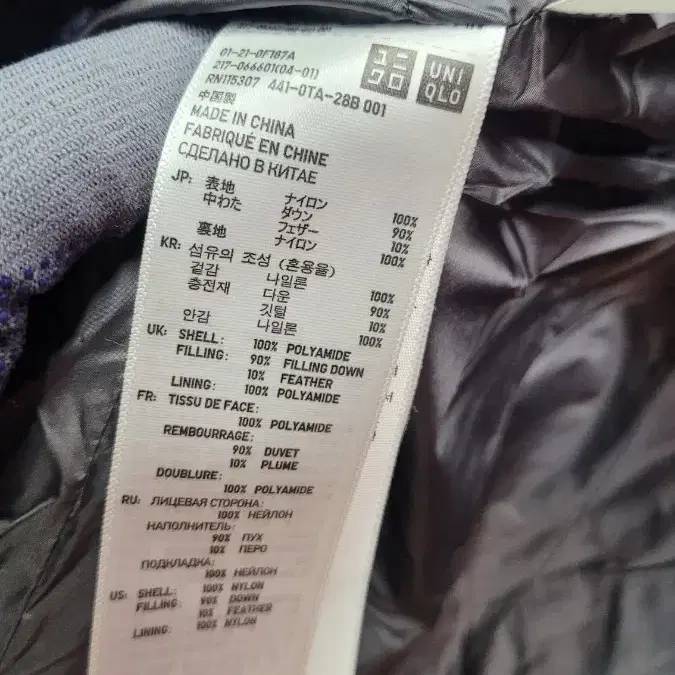 ユニ
クロ
UNI
QLO
01-21-0F187A
217-066601(04-01)
RN115307 441-0TA-28B 001
中国製
MADE IN CHINA
FABRIQUÉ EN CHINE
СДЕЛАНО В КИТАЕ
JP: 表地 ナイロン 100%
中わた ダウン 90%
フェザー 10%
裏地 ナイロン 100%
KR: 섬유의 조성 (혼용율)
겉감 나일론 100%
충전재 다운 90%
깃털 10%
안감 나일론 100%
UK: SHELL: 100% POLYAMIDE
FILLING: 90% FILLING DOWN
10% FEATHER
LINING: 100% POLYAMIDE
FR: TISSU DE FACE:
100% POLYAMIDE
REMBOURRAGE:
90% DUVET
10% PLUME
DOUBLURE:
100% POLYAMIDE
RU: ЛИЦЕВАЯ СТОРОНА:
100% НЕЙЛОН
НАПОЛНИТЕЛЬ:
90% ПУХ
10% ПЕРО
ПОДКЛАДКА:
100% НЕЙЛОН
US: SHELL: 100% NYLON
FILLING: 90% DOWN
10% FEATHER
LINING: 100% NYLON